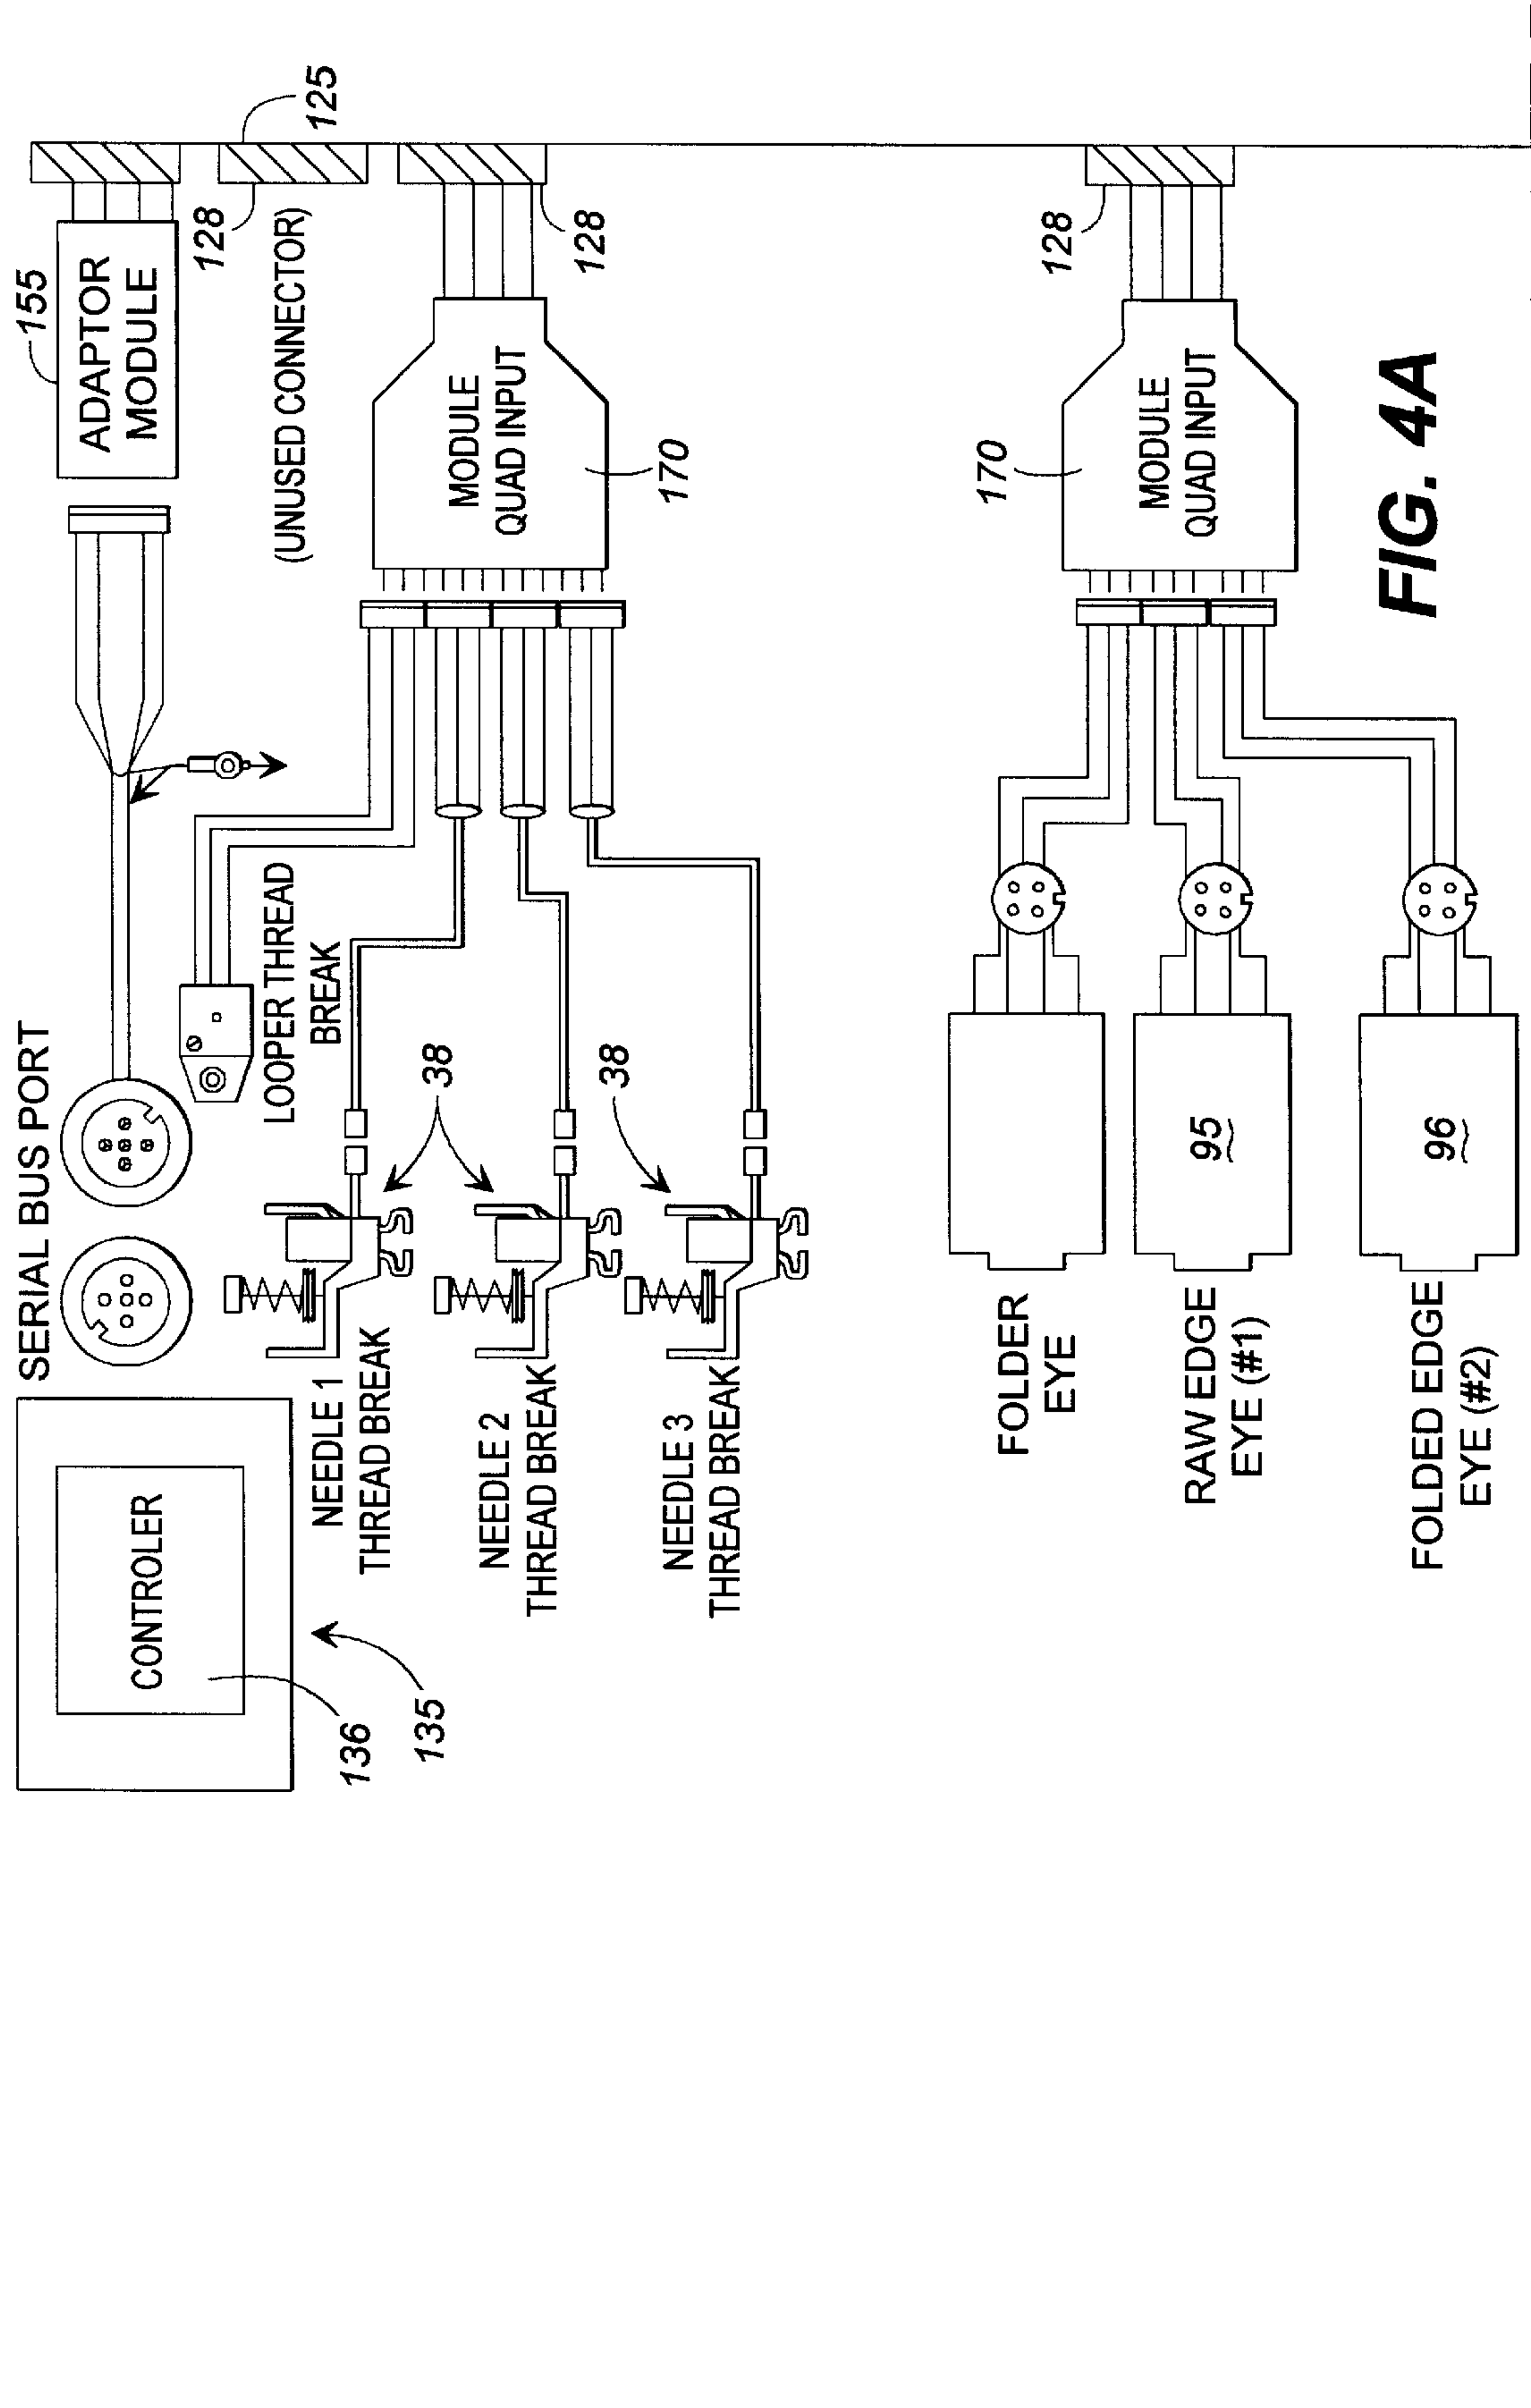 SERIAL BUS PORT
155
ADAPTOR
MODULE
125
128
(UNUSED CONNECTOR)
CONTROLER
136
135
LOOPER THREAD
BREAK
NEEDLE 1
THREAD BREAK
38
NEEDLE 2
THREAD BREAK
38
NEEDLE 3
THREAD BREAK
MODULE
QUAD INPUT
170
128
FOLDER
EYE
RAW EDGE
EYE (#1)
95
FOLDED EDGE
EYE (#2)
96
170
MODULE
QUAD INPUT
128
FIG. 4A